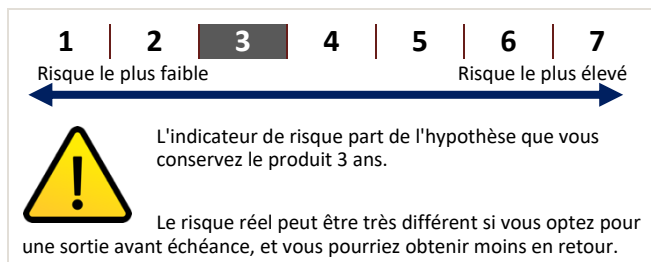 1 2 3 4 5 6 7
Risque le plus faible Risque le plus élevé
L'indicateur de risque part de l'hypothèse que vous
conservez le produit 3 ans.
Le risque réel peut être très différent si vous optez pour
une sortie avant échéance, et vous pourriez obtenir moins en retour.